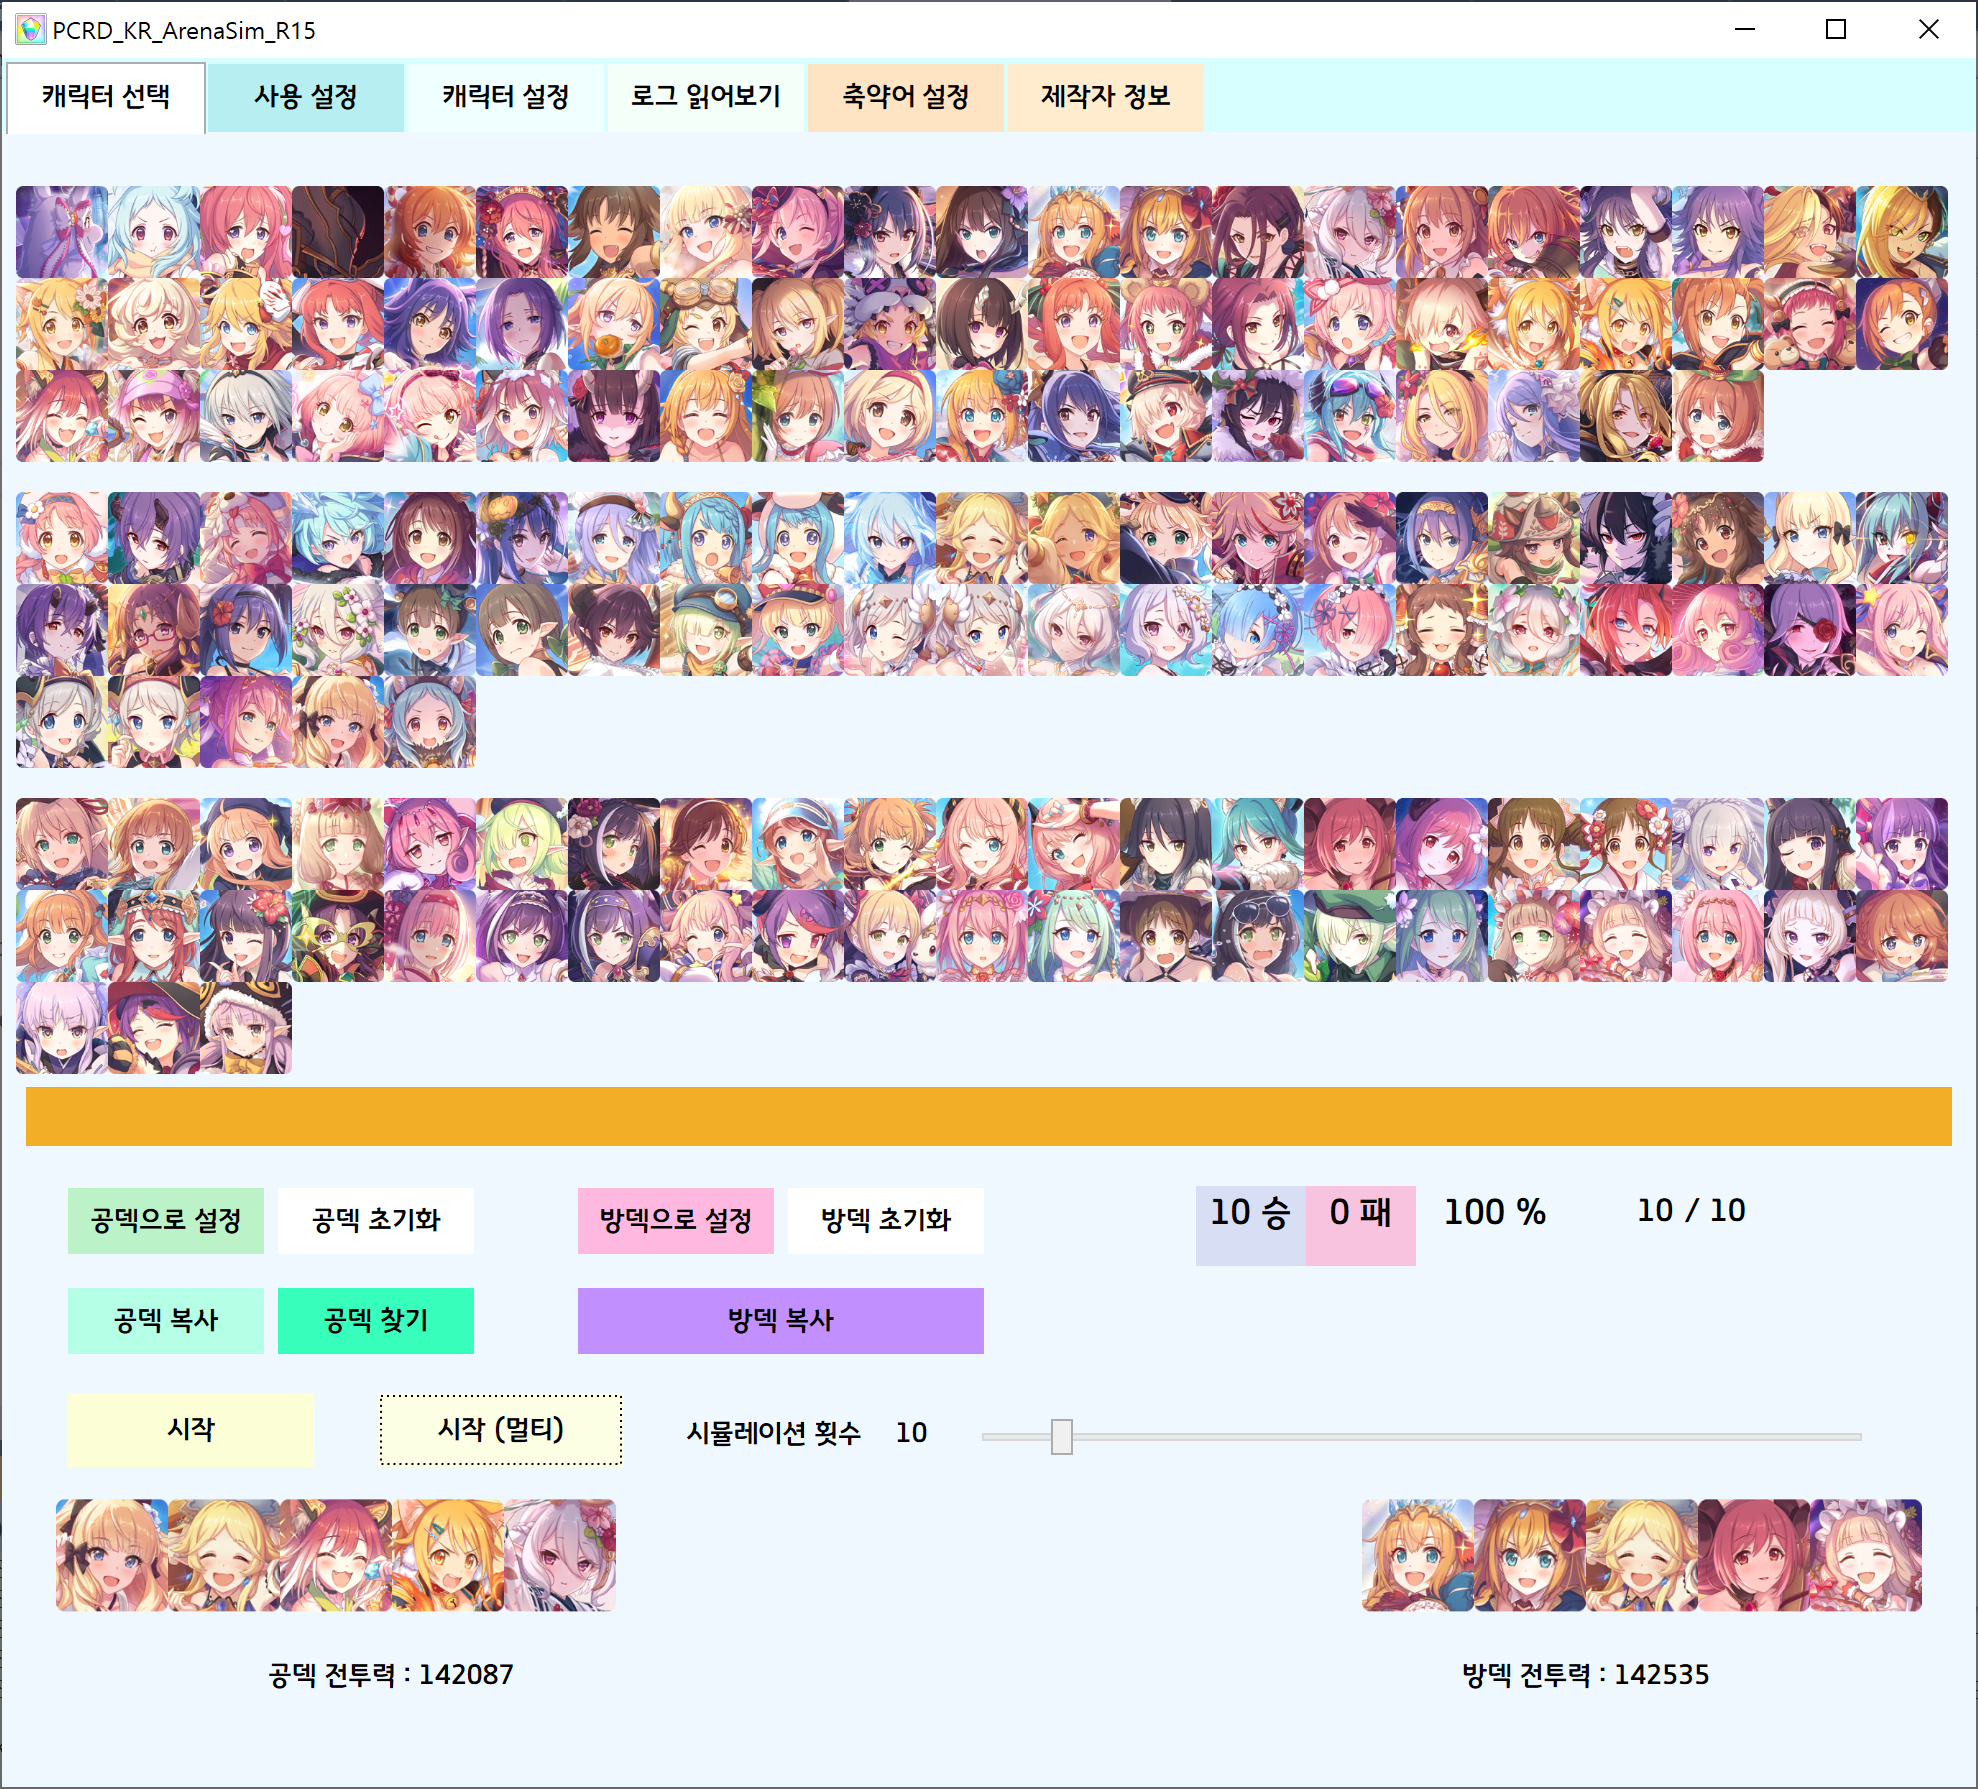 PCRD_KR_ArenaSim_R15
캐릭터 선택
사용 설정
캐릭터 설정
로그 읽어보기
축약어 설정
제작자 정보
공덱으로 설정
공덱 초기화
방덱으로 설정
방덱 초기화
10 승
0 패
100 %
10 / 10
공덱 복사
공덱 찾기
방덱 복사
시작
시작 (멀티)
시뮬레이션 횟수
10
공덱 전투력 : 142087
방덱 전투력 : 142535